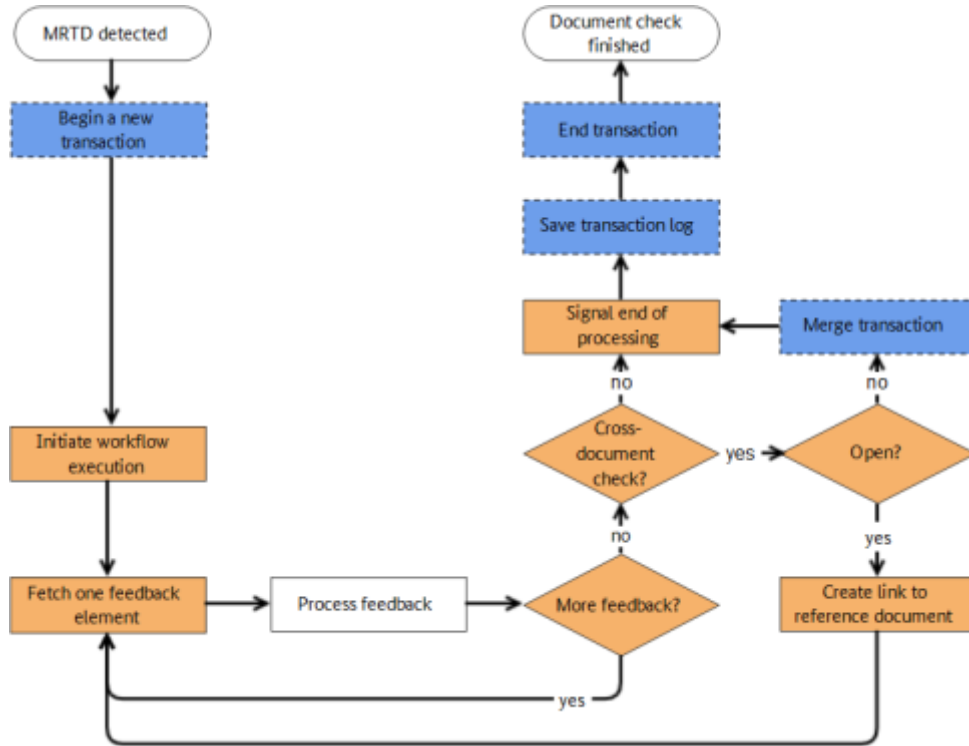 MRTD detected
Begin a new
transaction
Initiate workflow
execution
Fetch one feedback
element
Process feedback
More feedback?
yes
no
Cross-
document
check?
yes
no
Open?
yes
Create link to
reference document
no
Merge transaction
Signal end of
processing
Save transaction log
End transaction
Document check
finished